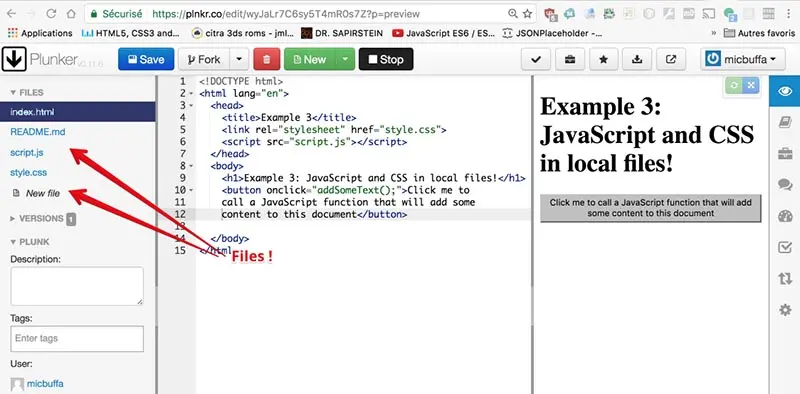 Sécurisé https://plnkr.co/edit/wyJaLr7C6sy5T4mR0s7Z?p=preview
Applications HTML5, CSS3 and... citra 3ds roms - jml... DR. SAPIRSTEIN JavaScript ES6 / ES... JSONPlaceholder -... » Autres favoris
Plunker
Save Fork New Stop micbuffa
FILES
index.html
README.md
script.js
style.css
New file
VERSIONS 1
PLUNK
Description:
Tags:
Enter tags
User:
micbuffa
1 <!DOCTYPE html>
2 <html lang="en">
3 <head>
4 <title>Example 3</title>
5 <link rel="stylesheet" href="style.css">
6 <script src="script.js"></script>
7 </head>
8 <body>
9 <h1>Example 3: JavaScript and CSS in local files!</h1>
10 <button onclick="addSomeText();">Click me to
11 call a JavaScript function that will add some
12 content to this document</button>
13
14 </body>
15 </html
Files !
Example 3:
JavaScript and CSS
in local files!
Click me to call a JavaScript function that will add
some content to this document